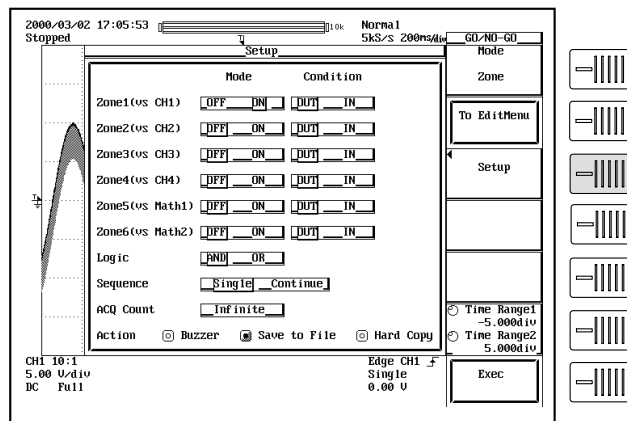 2000/03/02 17:05:53 10k Normal
Stopped 5kS/s 200ms/div
GO/NO-GO
Setup
Mode Condition
Zone1(vs CH1) OFF ON OUT IN
Zone2(vs CH2) OFF ON OUT IN
Zone3(vs CH3) OFF ON OUT IN
Zone4(vs CH4) OFF ON OUT IN
Zone5(vs Math1) OFF ON OUT IN
Zone6(vs Math2) OFF ON OUT IN
Logic AND OR
Sequence Single Continue
ACQ Count Infinite
Action Buzzer Save to File Hard Copy
Mode
Zone
To EditMenu
Setup
Time Range1
-5.000div
Time Range2
5.000div
Exec
CH1 10:1
5.00 V/div
DC Full
Edge CH1
Single
0.00 V